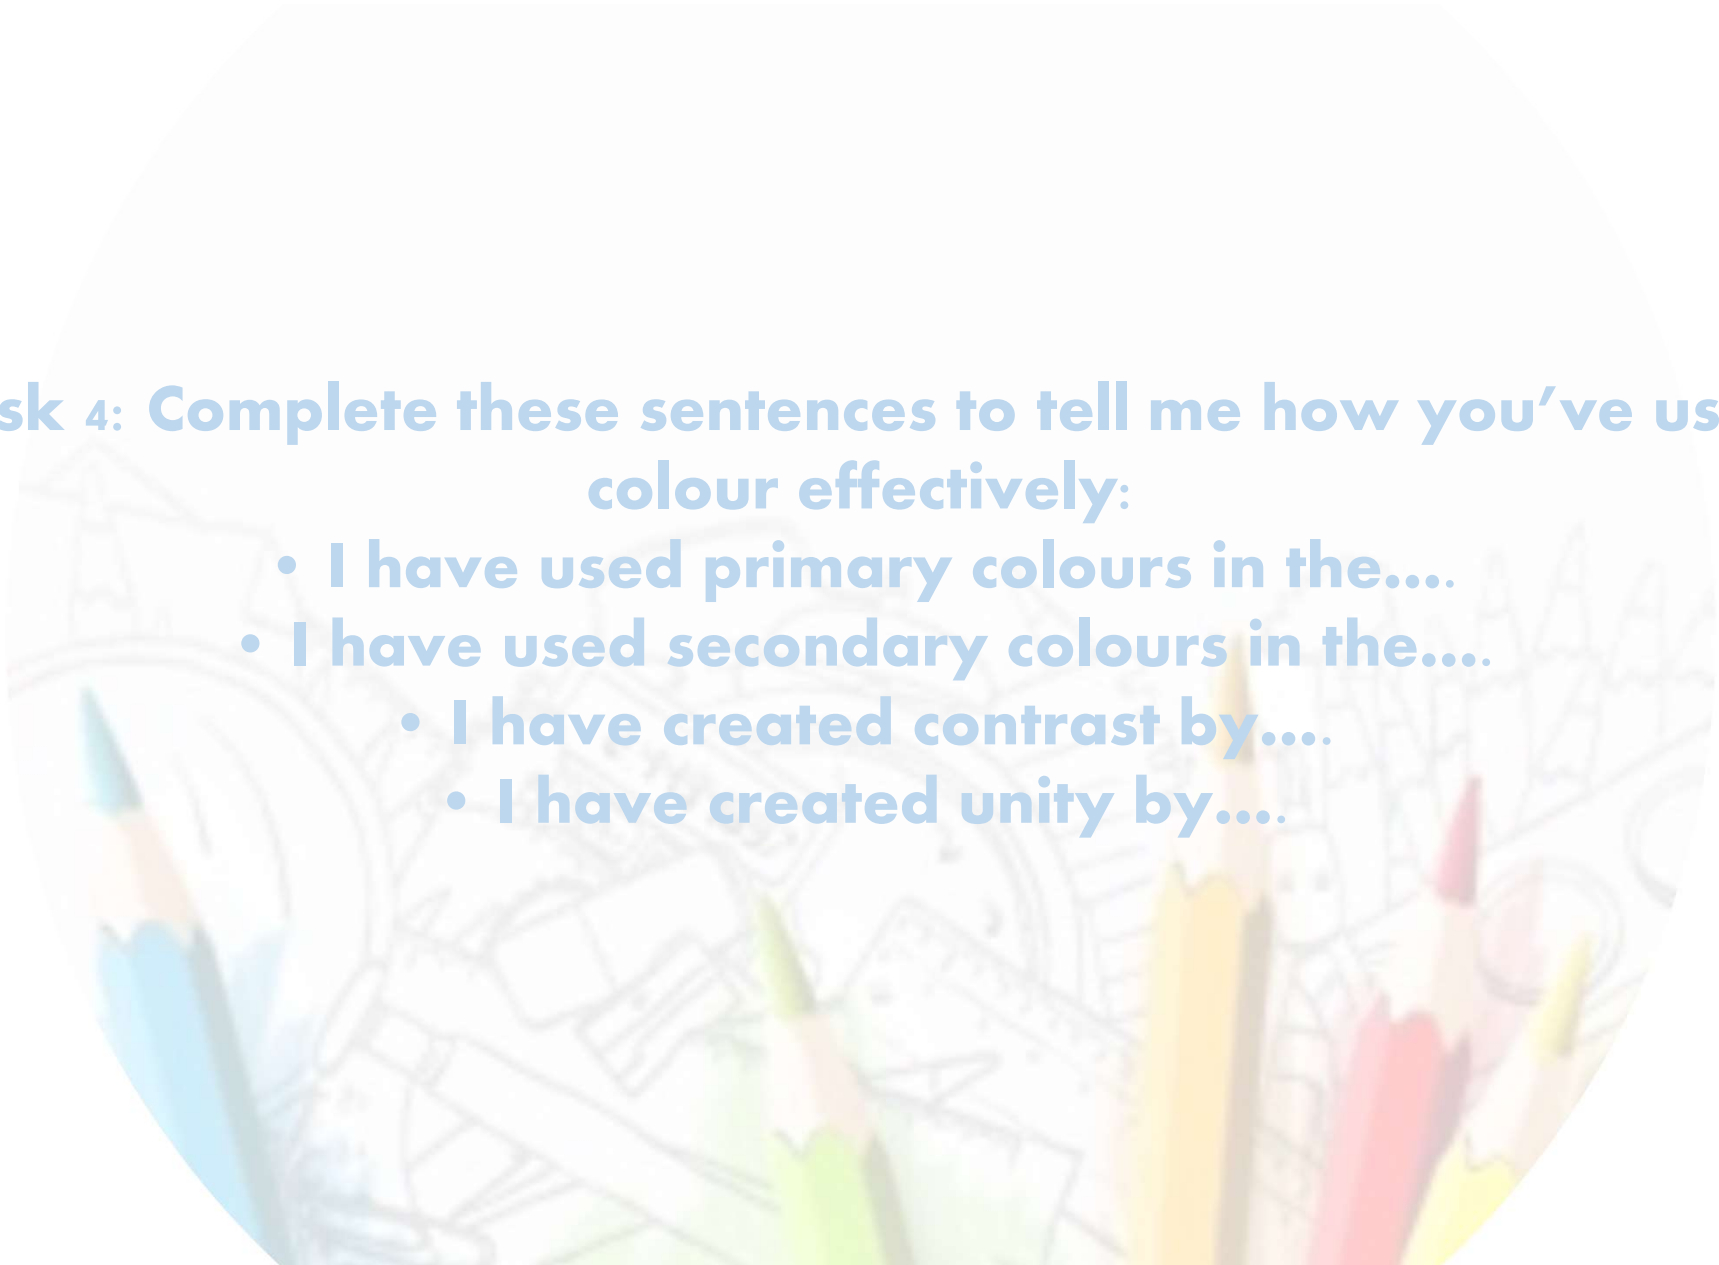 sk 4: Complete these sentences to tell me how you've us
colour effectively:
• I have used primary colours in the....
• I have used secondary colours in the....
• I have created contrast by....
• I have created unity by....